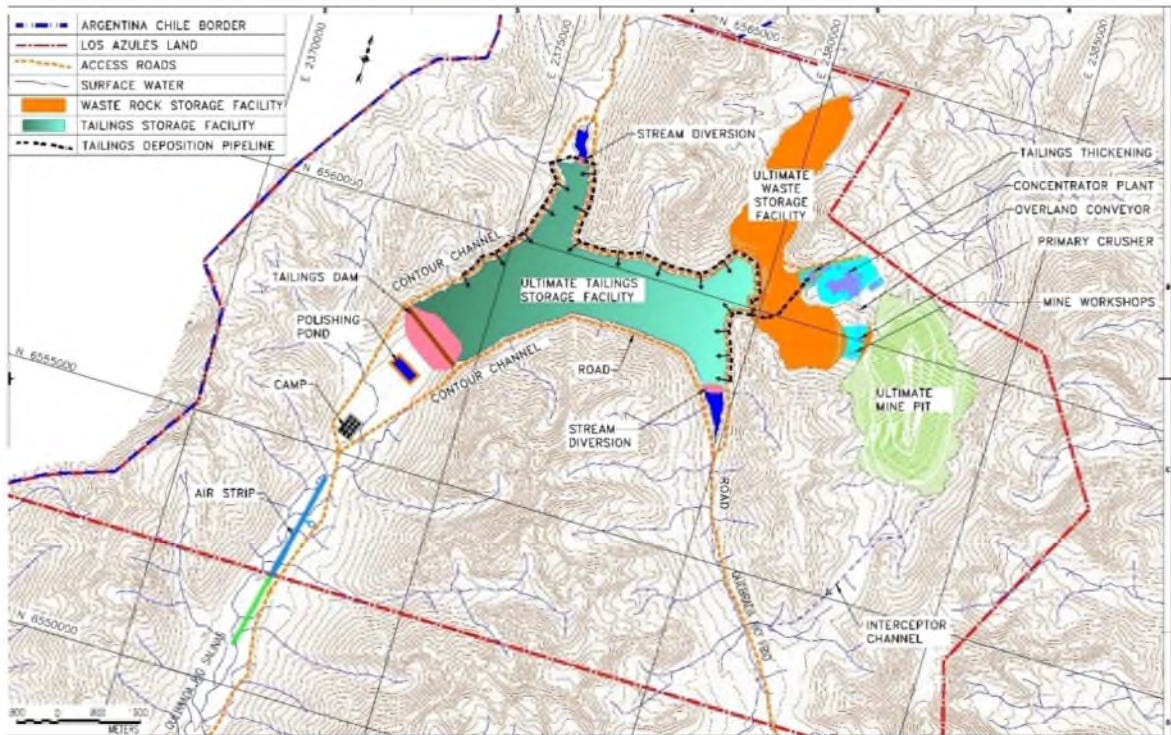 ARGENTINA CHILE BORDER
LOS AZULES LAND
ACCESS ROADS
SURFACE WATER
WASTE ROCK STORAGE FACILITY
TAILINGS STORAGE FACILITY
TAILINGS DEPOSITION PIPELINE
E 2370000
E 2375000
E 2380000
E 2385000
N 6565000
N 6560000
N 6555000
N 6550000
STREAM DIVERSION
TAILINGS THICKENING
CONCENTRATOR PLANT
OVERLAND CONVEYOR
PRIMARY CRUSHER
MINE WORKSHOPS
ULTIMATE
WASTE
STORAGE
FACILITY
CONTOUR CHANNEL
TAILINGS DAM
ULTIMATE TAILINGS
STORAGE FACILITY
POLISHING
POND
CONTOUR CHANNEL
ROAD
CAMP
ULTIMATE
MINE PIT
STREAM
DIVERSION
ROAD
AIR STRIP
INTERCEPTOR
CHANNEL
0
METERS